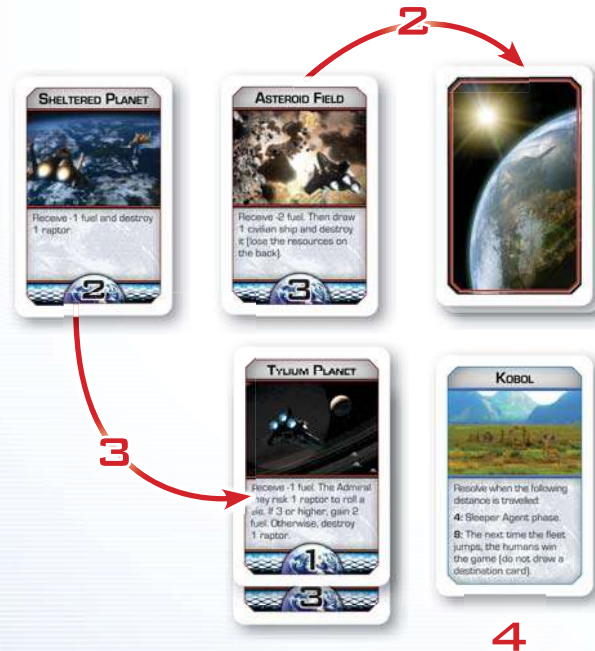 2
SHELTERED PLANET
Receive -1 fuel and destroy
1 raptor.
2
ASTEROID FIELD
Receive -2 fuel. Then draw
1 civilian ship and destroy
it (lose the resources on
the back).
3
3
TYLIUM PLANET
Receive -1 fuel. The Admiral
may risk 1 raptor to roll a
die. If 3 or higher, gain 2
fuel. Otherwise, destroy
1 raptor.
1
3
KOBOL
Resolve when the following
distance is travelled:
4: Sleeper Agent phase.
8: The next time the fleet
jumps, the humans win
the game (do not draw a
destination card).
4